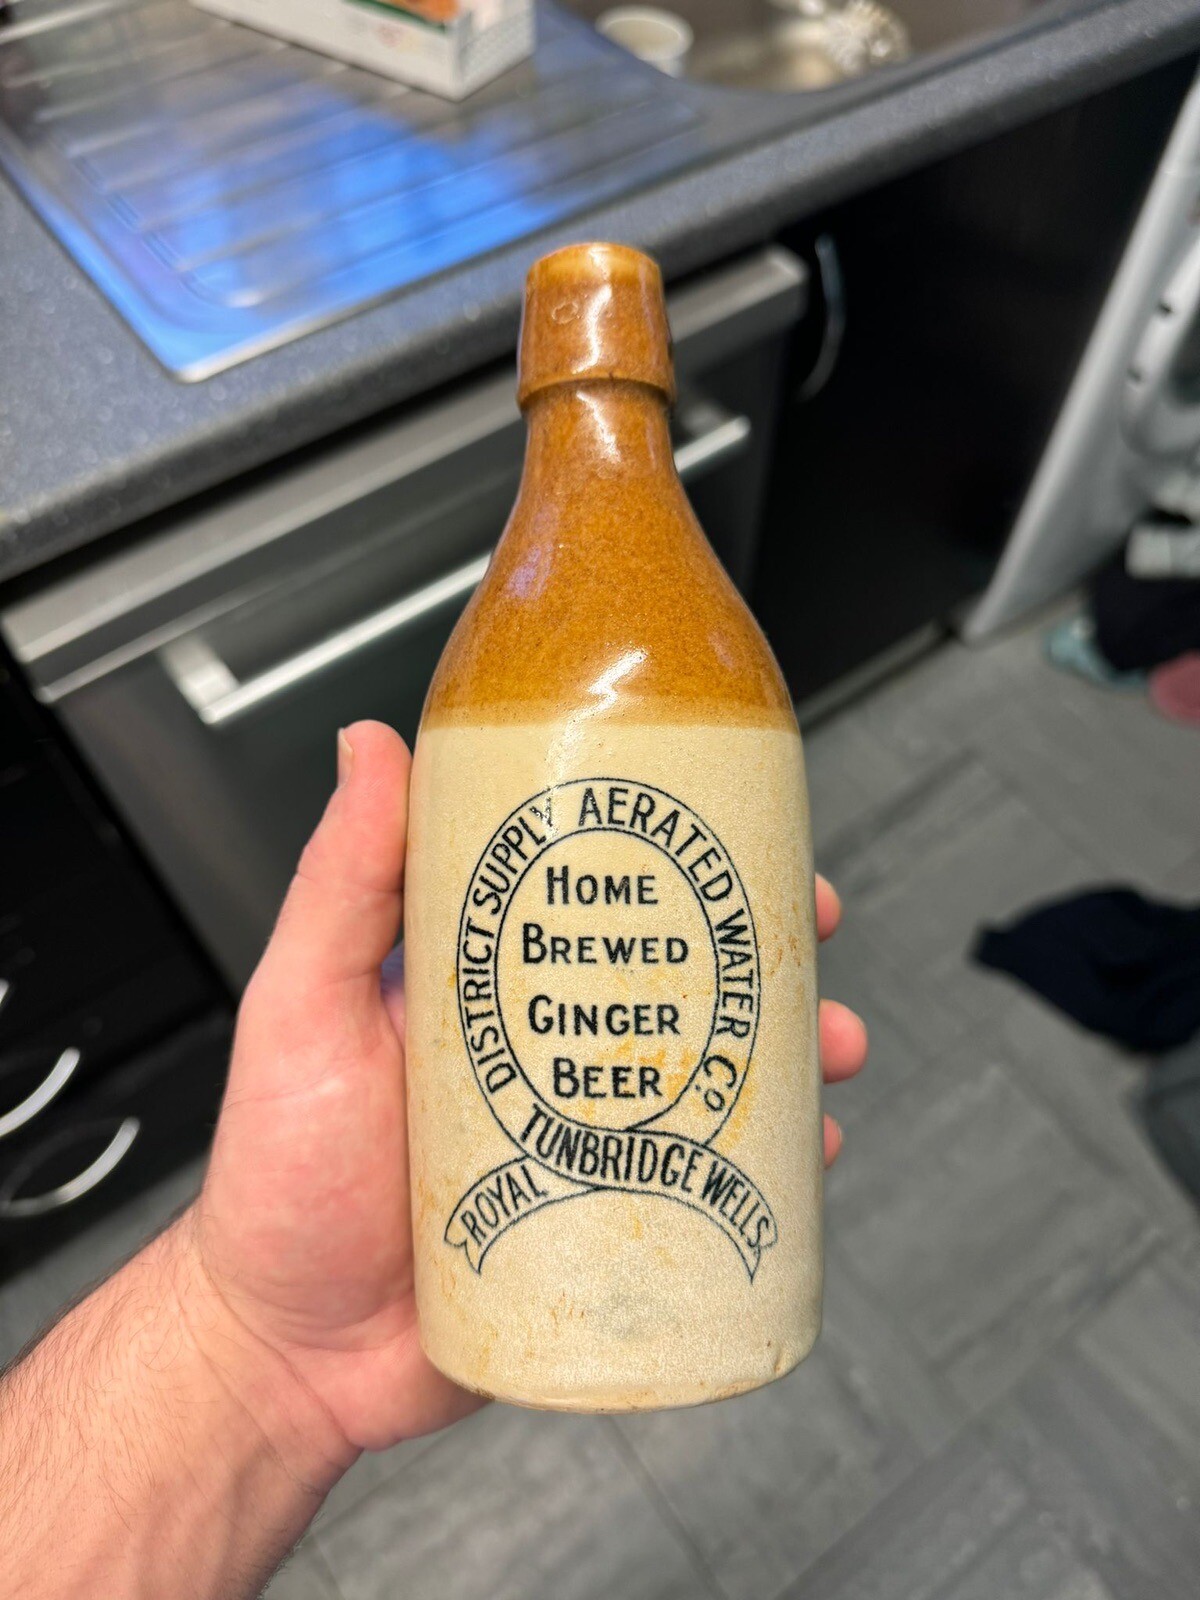 DISTRICT SUPPLY AERATED WATER Co.
HOME
BREWED
GINGER
BEER
ROYAL TUNBRIDGE WELLS.